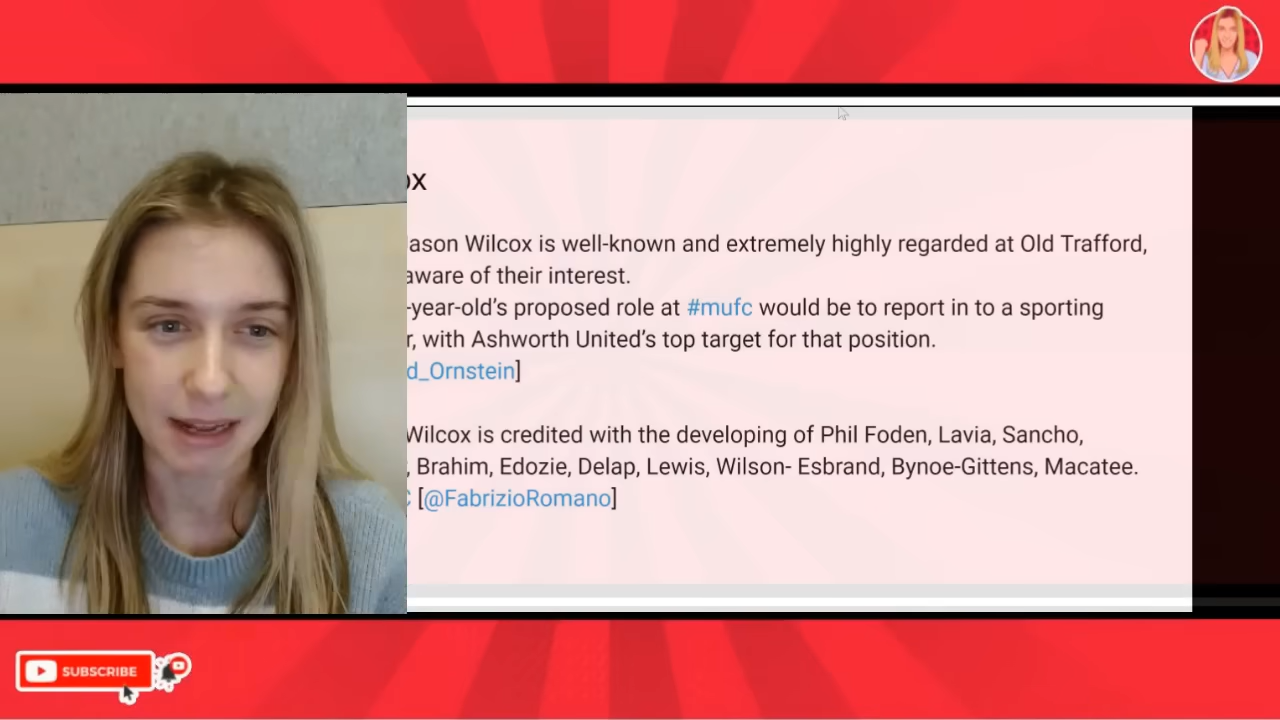 ox
Jason Wilcox is well-known and extremely highly regarded at Old Trafford,
aware of their interest.
-year-old's proposed role at #mufc would be to report in to a sporting
r, with Ashworth United's top target for that position.
d_Ornstein]
Wilcox is credited with the developing of Phil Foden, Lavia, Sancho,
, Brahim, Edozie, Delap, Lewis, Wilson- Esbrand, Bynoe-Gittens, Macatee.
C [@FabrizioRomano]
SUBSCRIBE